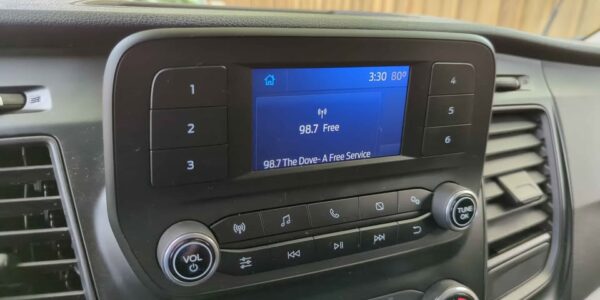 3:30 80°
98.7 Free
98.7 The Dove- A Free Service
1
2
3
4
5
6
VOL
TUNE
OK